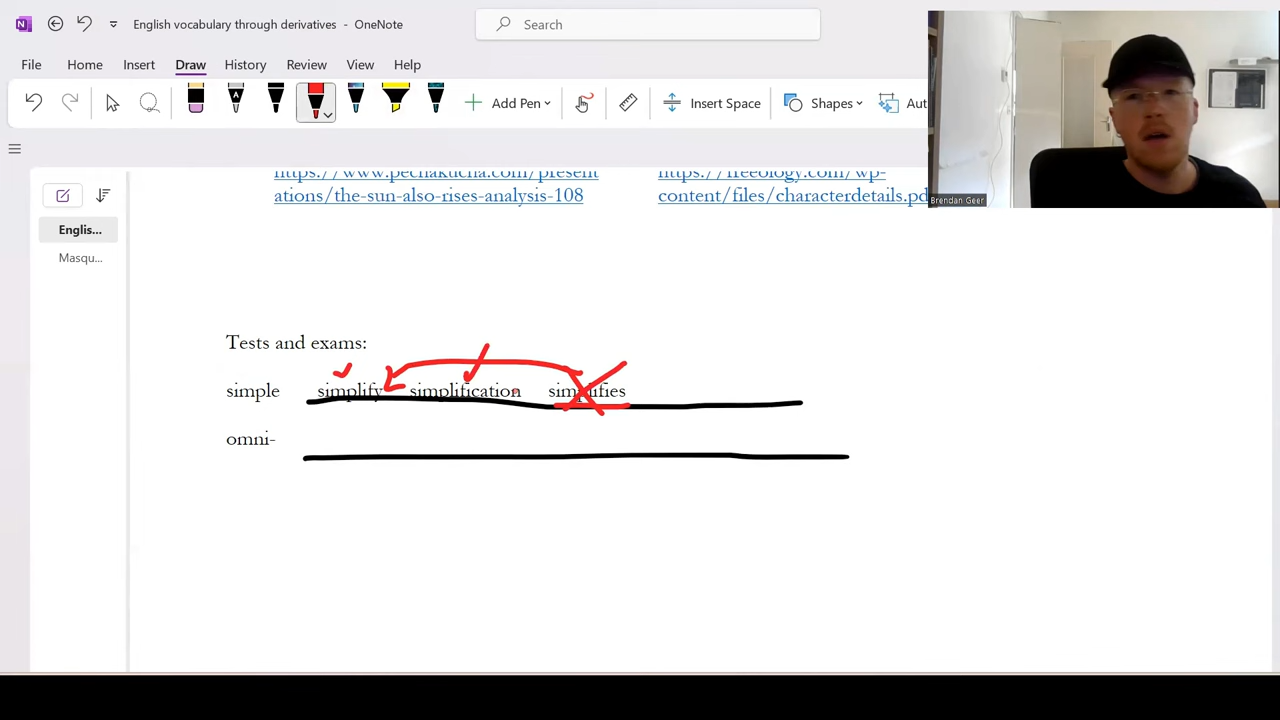 English vocabulary through derivatives - OneNote
Search
File Home Insert Draw History Review View Help
Add Pen Insert Space Shapes Aut
https://www.pechakucha.com/present
ations/the-sun-also-rises-analysis-108
https://freeology.com/wp-
content/files/characterdetails.pd
Brendan Geer
Englis...
Masqu...
Tests and exams:
simple simplify simplification simplifies
omni-